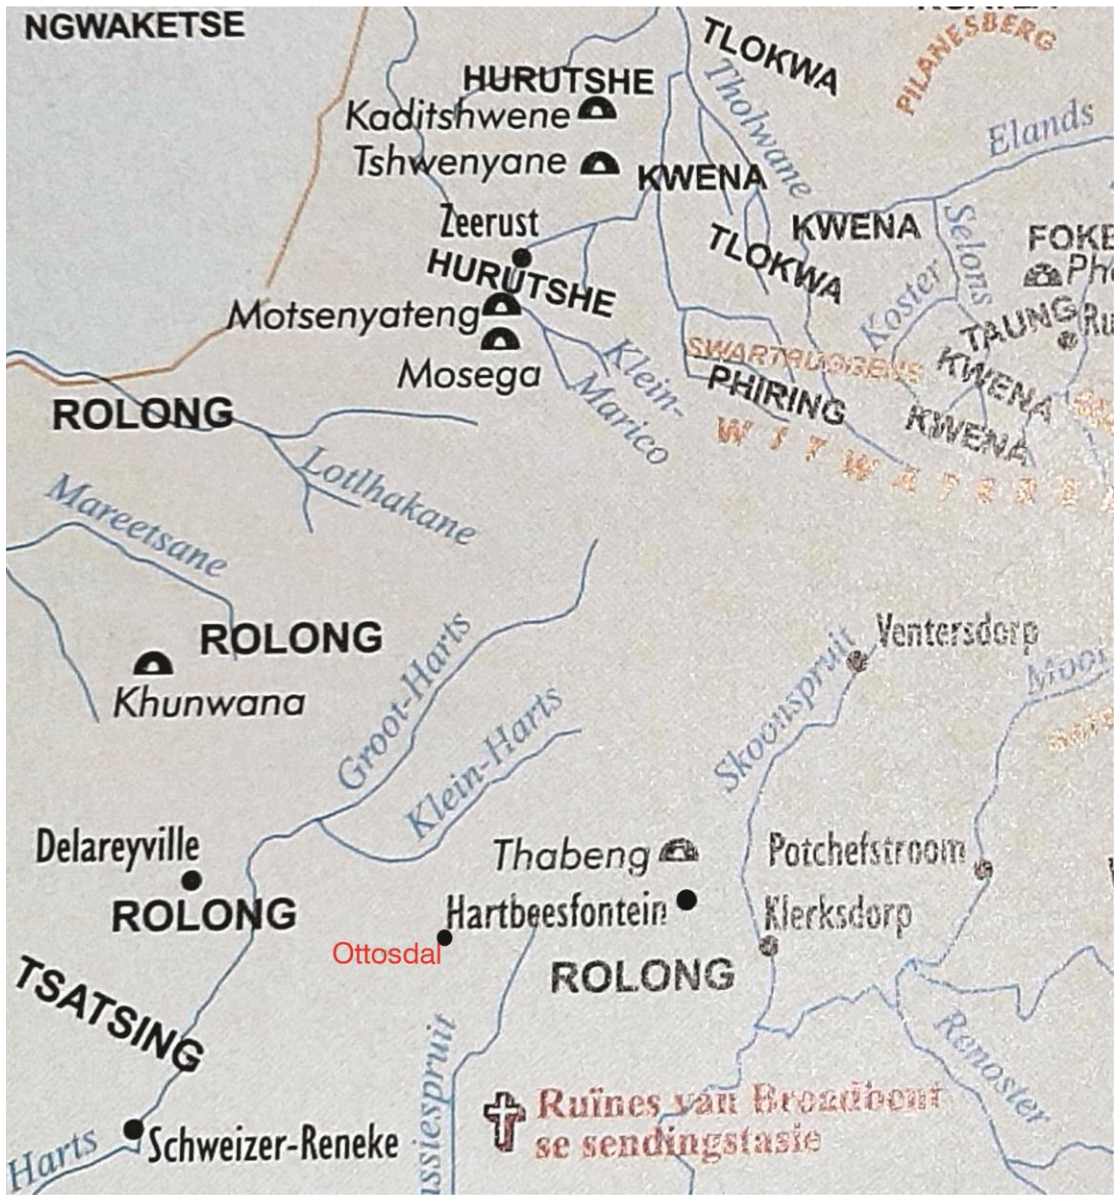 NGWAKETSE
TLOKWA
PILANESBERG
HURUTSHE
Kaditshwene
Tholwane
Elands
Tshwenyane
KWENA
Zeerust
KWENA
Selons
HURUTSHE
TLOKWA
Koster
Motsenyateng
TAUNG
Mosega
Klein-
Marico
SWARTRUGGENS
PHIRING
KWENA
KWENA
ROLONG
Lotlhakane
Mareetsane
ROLONG
Khunwana
Groot-Harts
Klein-Harts
Skoonspruit
Ventersdorp
Mooi
Delareyville
Thabeng
Potchefstroom
ROLONG
Hartbeesfontein
Klerksdorp
Ottosdal
ROLONG
TSATSING
Renoster
Ruïnes van Broadbent
se sendingstasie
Harts
Schweizer-Reneke